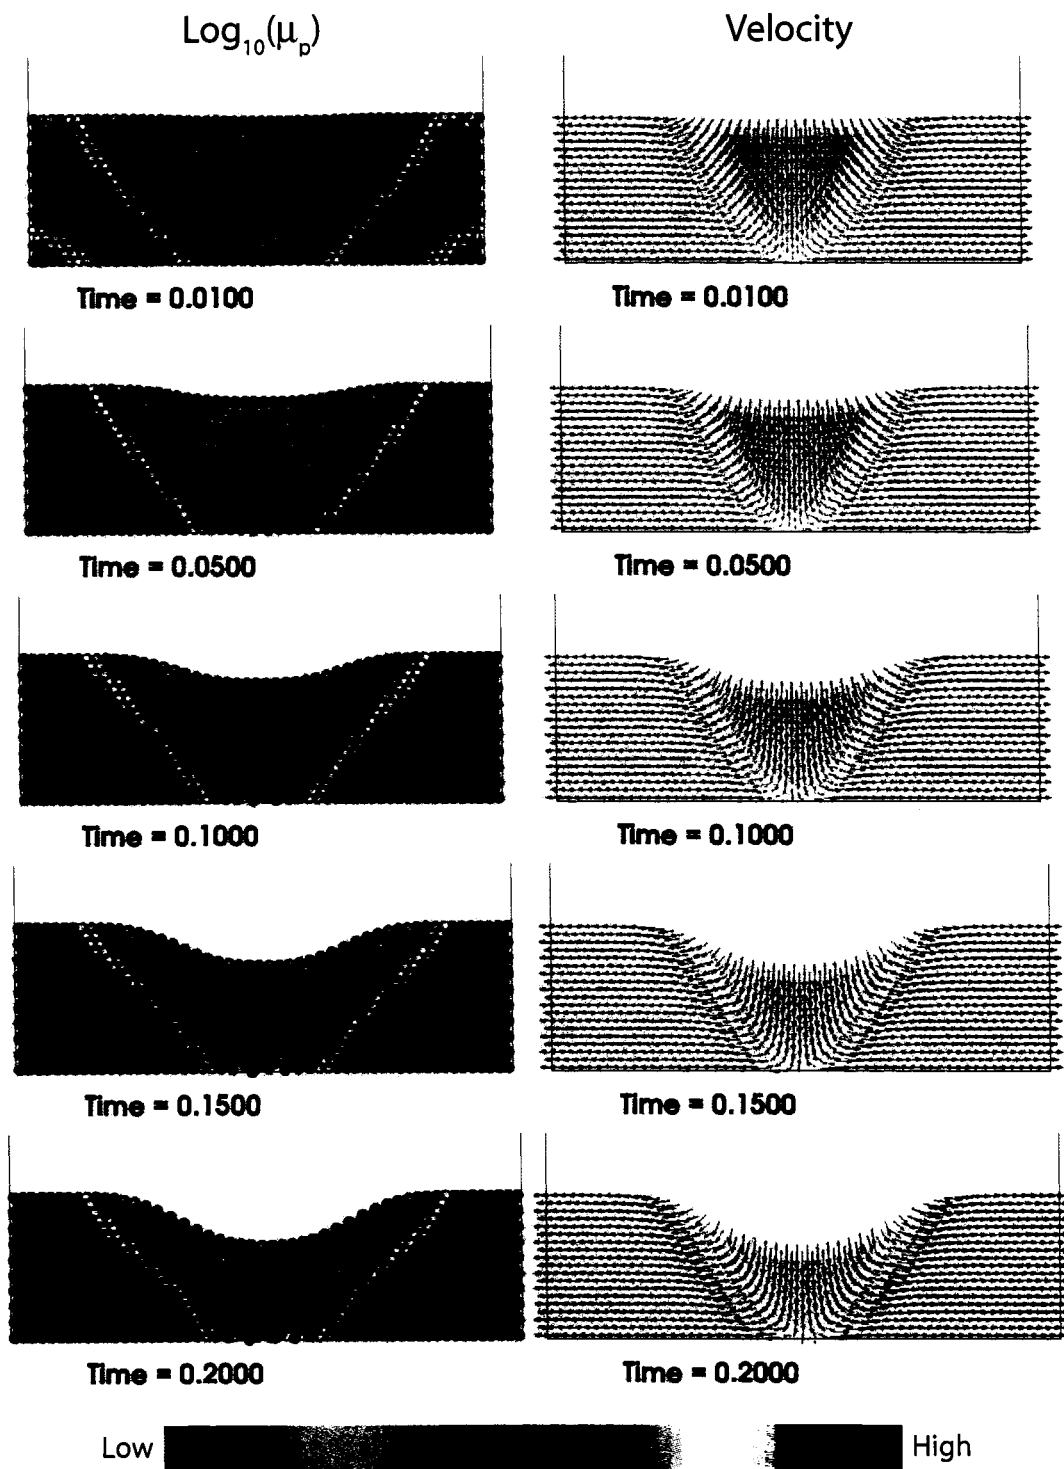 Log₁₀(μₚ) Velocity
Time = 0.0100 Time = 0.0100
Time = 0.0500 Time = 0.0500
Time = 0.1000 Time = 0.1000
Time = 0.1500 Time = 0.1500
Time = 0.2000 Time = 0.2000
Low High